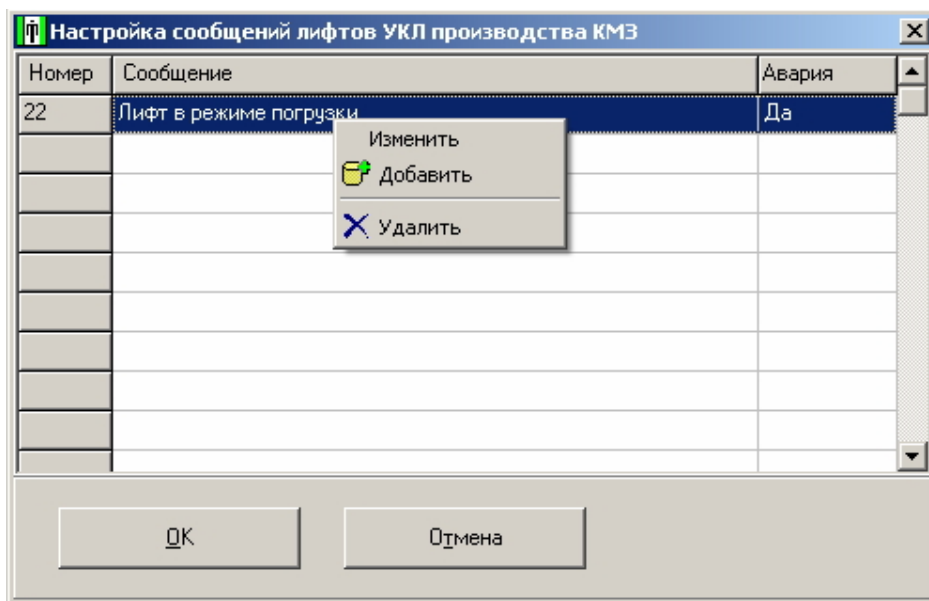 Настройка сообщений лифтов УКЛ производства КМЗ
Номер Сообщение Авария
22 Лифт в режиме погрузки Да
Изменить
Добавить
Удалить
OK Отмена